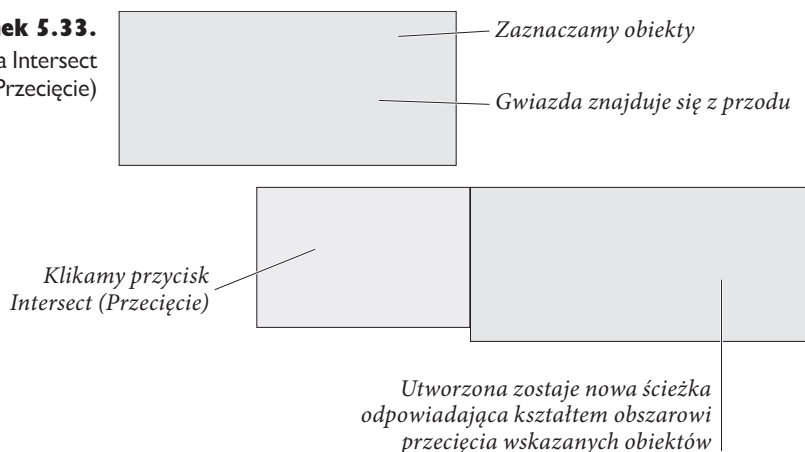 ek 5.33.
a Intersect
Przecięcie)
Zaznaczamy obiekty
Gwiazda znajduje się z przodu
Klikamy przycisk
Intersect (Przecięcie)
Utworzona zostaje nowa ścieżka
odpowiadająca kształtem obszarowi
przecięcia wskazanych obiektów